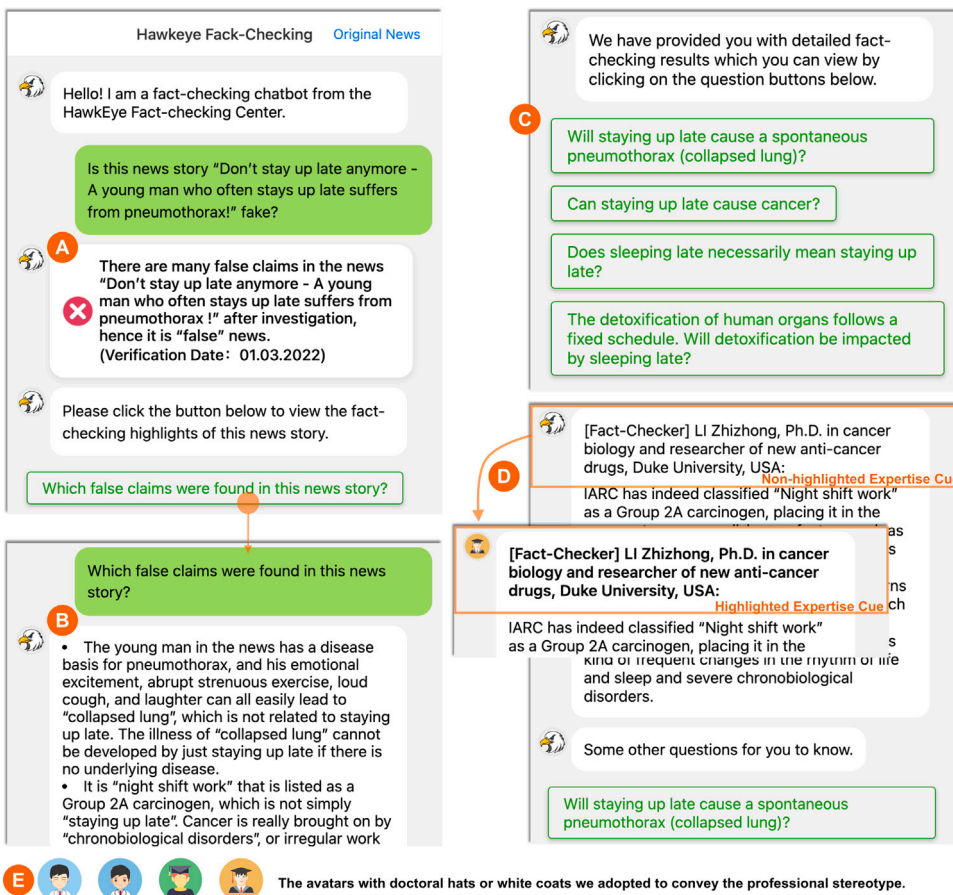 Hawkeye Fack-Checking Original News
Hello! I am a fact-checking chatbot from the
HawkEye Fact-checking Center.
Is this news story “Don’t stay up late anymore -
A young man who often stays up late suffers
from pneumothorax!” fake?
A
There are many false claims in the news
“Don’t stay up late anymore - A young
man who often stays up late suffers from
pneumothorax !” after investigation,
hence it is “false” news.
(Verification Date：01.03.2022)
Please click the button below to view the fact-
checking highlights of this news story.
Which false claims were found in this news story?
Which false claims were found in this news
story?
B
• The young man in the news has a disease
basis for pneumothorax, and his emotional
excitement, abrupt strenuous exercise, loud
cough, and laughter can all easily lead to
“collapsed lung”, which is not related to staying
up late. The illness of “collapsed lung” cannot
be developed by just staying up late if there is
no underlying disease.
• It is “night shift work” that is listed as a
Group 2A carcinogen, which is not simply
“staying up late”. Cancer is really brought on by
“chronobiological disorders”, or irregular work
We have provided you with detailed fact-
checking results which you can view by
clicking on the question buttons below.
C
Will staying up late cause a spontaneous
pneumothorax (collapsed lung)?
Can staying up late cause cancer?
Does sleeping late necessarily mean staying up
late?
The detoxification of human organs follows a
fixed schedule. Will detoxification be impacted
by sleeping late?
[Fact-Checker] LI Zhizhong, Ph.D. in cancer
biology and researcher of new anti-cancer
drugs, Duke University, USA:
Non-highlighted Expertise Cu
D
IARC has indeed classified “Night shift work”
as a Group 2A carcinogen, placing it in the
as
s
ns
ch
s
[Fact-Checker] LI Zhizhong, Ph.D. in cancer
biology and researcher of new anti-cancer
drugs, Duke University, USA:
Highlighted Expertise Cue
IARC has indeed classified “Night shift work”
as a Group 2A carcinogen, placing it in the
kind of frequent changes in the rhythm of life
and sleep and severe chronobiological
disorders.
Some other questions for you to know.
Will staying up late cause a spontaneous
pneumothorax (collapsed lung)?
E
The avatars with doctoral hats or white coats we adopted to convey the professional stereotype.